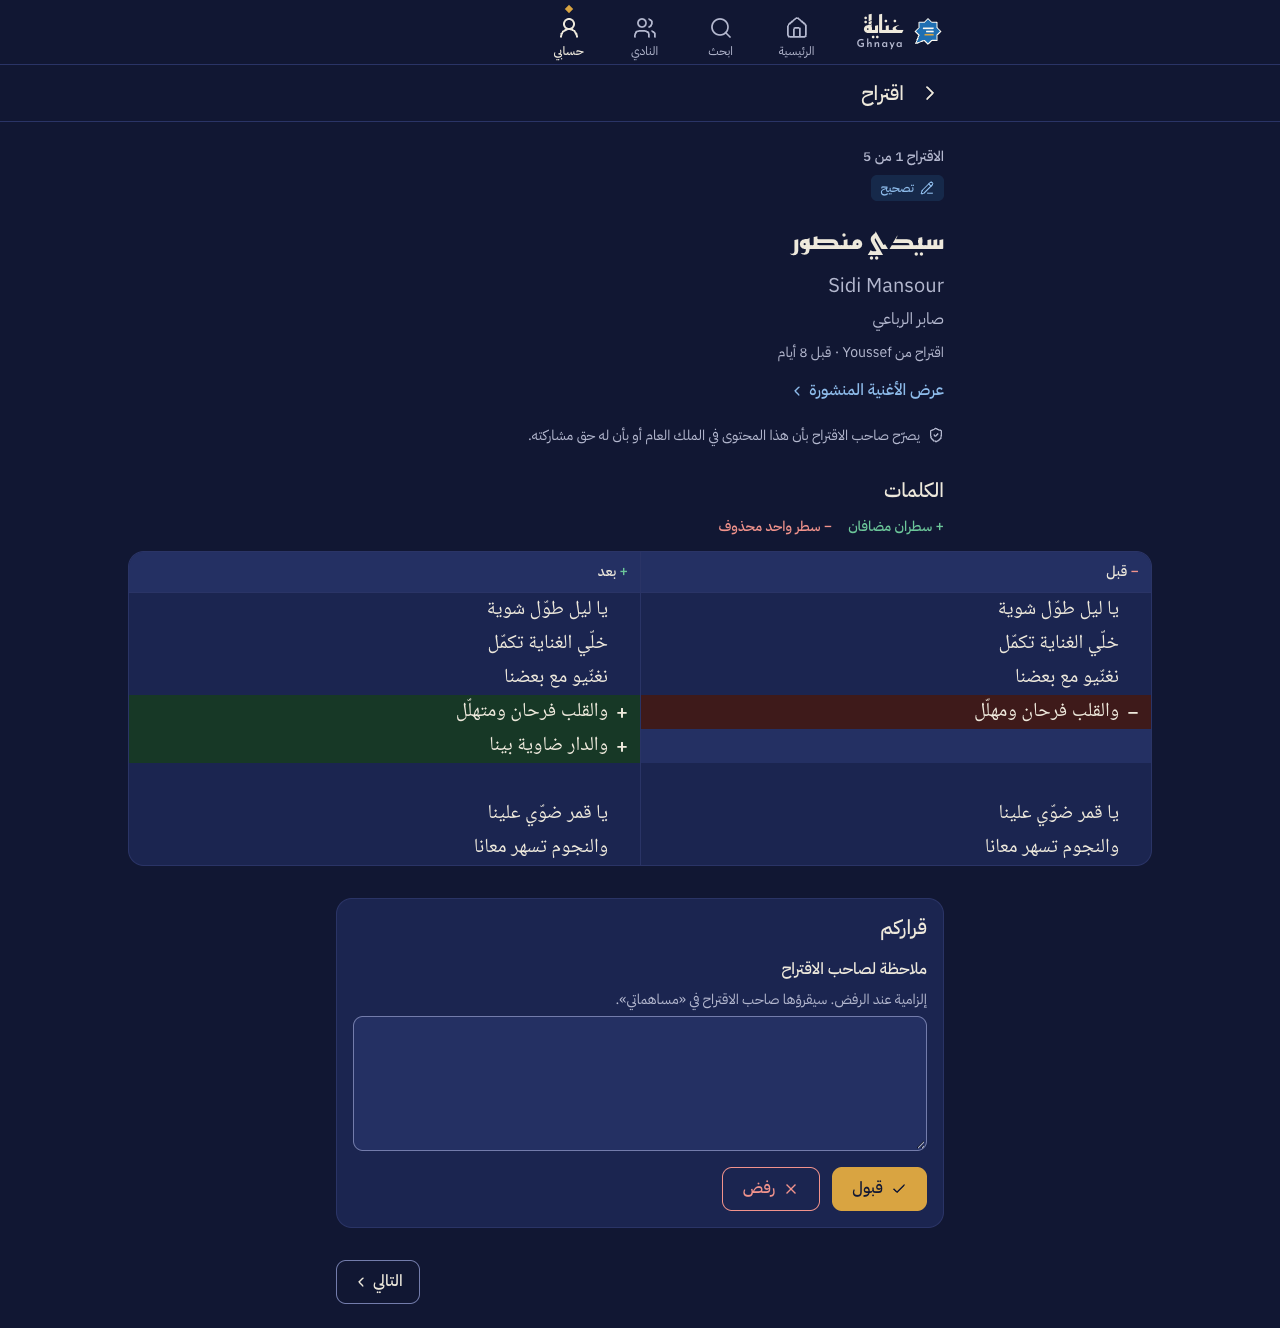 غناية
Ghnaya
الرئيسية
ابحث
النادي
حسابي
اقتراح
الاقتراح 1 من 5
تصحيح
سيدي منصور
Sidi Mansour
صابر الرباعي
اقتراح من Youssef · قبل 8 أيام
عرض الأغنية المنشورة
يصرّح صاحب الاقتراح بأن هذا المحتوى في الملك العام أو بأن له حق مشاركته.
الكلمات
+ سطران مضافان
− سطر واحد محذوف
− قبل
يا ليل طوّل شوية
خلّي الغناية تكمّل
نغنّيو مع بعضنا
− والقلب فرحان ومهلّل
يا قمر ضوّي علينا
والنجوم تسهر معانا
+ بعد
يا ليل طوّل شوية
خلّي الغناية تكمّل
نغنّيو مع بعضنا
+ والقلب فرحان ومتهلّل
+ والدار ضاوية بينا
يا قمر ضوّي علينا
والنجوم تسهر معانا
قراركم
ملاحظة لصاحب الاقتراح
إلزامية عند الرفض. سيقرؤها صاحب الاقتراح في «مساهماتي».
قبول
رفض
التالي